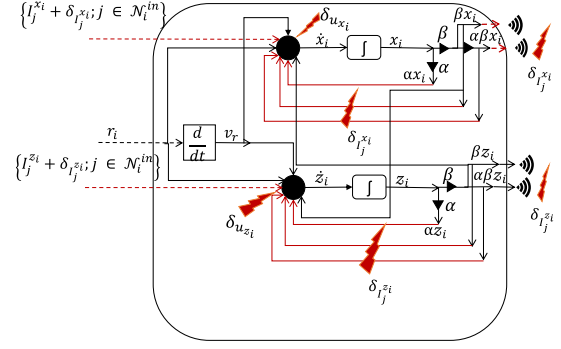 {I_j^{x_i} + δ_{I_j^{x_i}}; j ∈ 𝒩_i^{in}}
δ_{u_{x_i}}
ẋ_i
∫
x_i
β
βx_i
αβx_i
α
αx_i
δ_{I_j^{x_i}}
δ_{I_j^{x_i}}
r_i
d/dt
v_r
{I_j^{z_i} + δ_{I_j^{z_i}}; j ∈ 𝒩_i^{in}}
δ_{u_{z_i}}
ż_i
∫
z_i
β
βz_i
αβz_i
α
αz_i
δ_{I_j^{z_i}}
δ_{I_j^{z_i}}